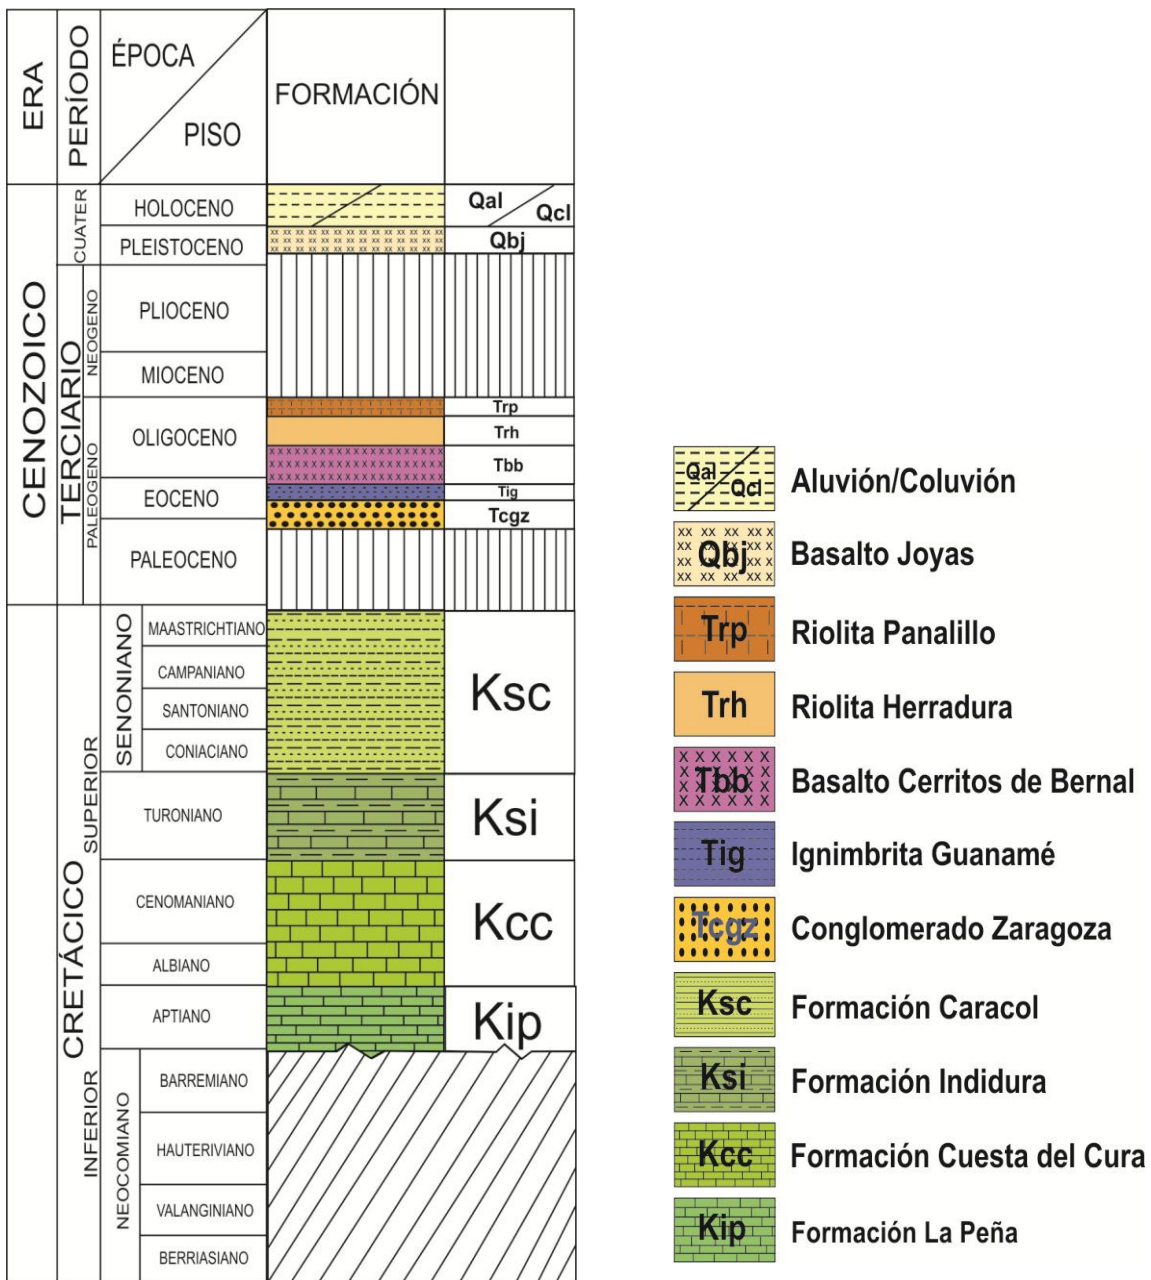 ERA
PERÍODO
ÉPOCA
PISO
FORMACIÓN
CENOZOICO
CUATER
HOLOCENO
Qal
Qcl
PLEISTOCENO
Qbj
TERCIARIO
NEOGENO
PLIOCENO
MIOCENO
PALEOGENO
OLIGOCENO
Trp
Trh
Tbb
EOCENO
Tig
Tcgz
PALEOCENO
CRETÁCICO
SUPERIOR
SENONIANO
MAASTRICHTIANO
CAMPANIANO
SANTONIANO
CONIACIANO
Ksc
TURONIANO
Ksi
CENOMANIANO
Kcc
INFERIOR
ALBIANO
APTIANO
Kip
NEOCOMIANO
BARREMIANO
HAUTERIVIANO
VALANGINIANO
BERRIASIANO
Qal Qcl Aluvión/Coluvión
Qbj Basalto Joyas
Trp Riolita Panalillo
Trh Riolita Herradura
Tbb Basalto Cerritos de Bernal
Tig Ignimbrita Guanamé
Tcgz Conglomerado Zaragoza
Ksc Formación Caracol
Ksi Formación Indidura
Kcc Formación Cuesta del Cura
Kip Formación La Peña